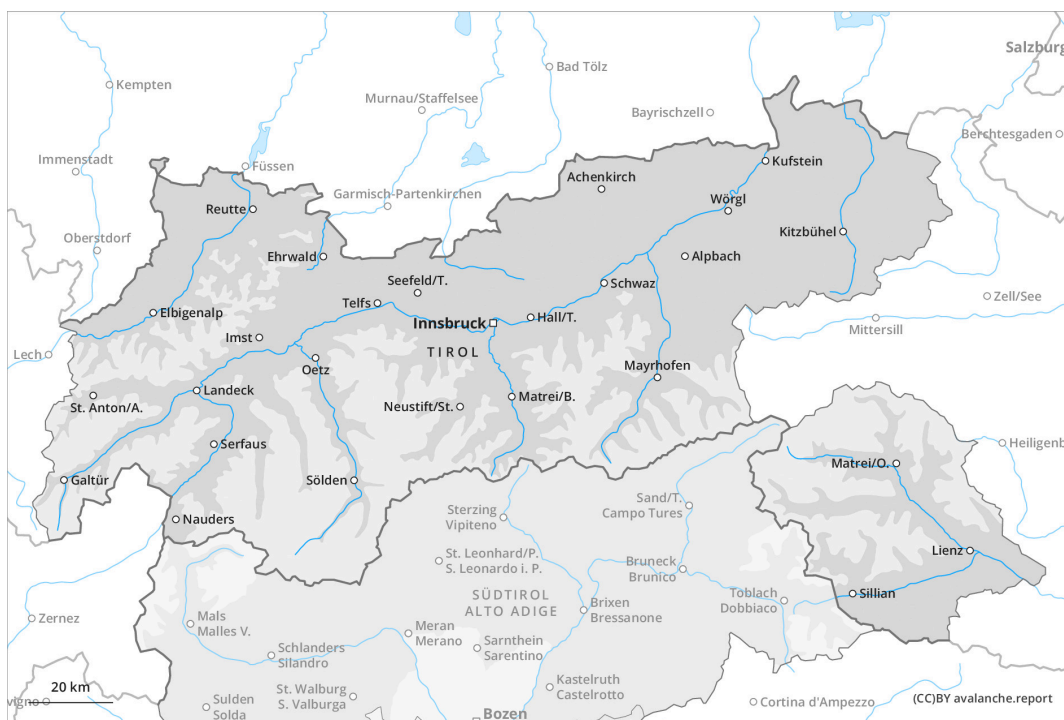 Salzburg
Kempten
Bad Tölz
Murnau/Staffelsee
Bayrischzell
Berchtesgaden
Immenstadt
Füssen
Kufstein
Achenkirch
Garmisch-Partenkirchen
Reutte
Wörgl
Oberstdorf
Kitzbühel
Ehrwald
Alpbach
Seefeld/T.
Schwaz
Zell/See
Telfs
Elbigenalp
Hall/T.
Innsbruck
Mittersill
Imst
Lech
TIROL
Oetz
Mayrhofen
Landeck
St. Anton/A.
Matrei/B.
Neustift/St.
Serfaus
Heiligenb
Matrei/O.
Galtür
Sölden
Sand/T.
Campo Tures
Sterzing
Vipiteno
Nauders
Lienz
St. Leonhard/P.
S. Leonardo i. P.
Bruneck
Brunico
SÜDTIROL
ALTO ADIGE
Sillian
Toblach
Dobbiaco
Brixen
Bressanone
Zernez
Mals
Malles V.
Meran
Merano
Sarnthein
Sarentino
Schlanders
Silandro
Kastelruth
Castelrotto
20 km
St. Walburg
S. Valburga
vigno
Sulden
Solda
Cortina d'Ampezzo
(CC)BY avalanche.report
Bozen